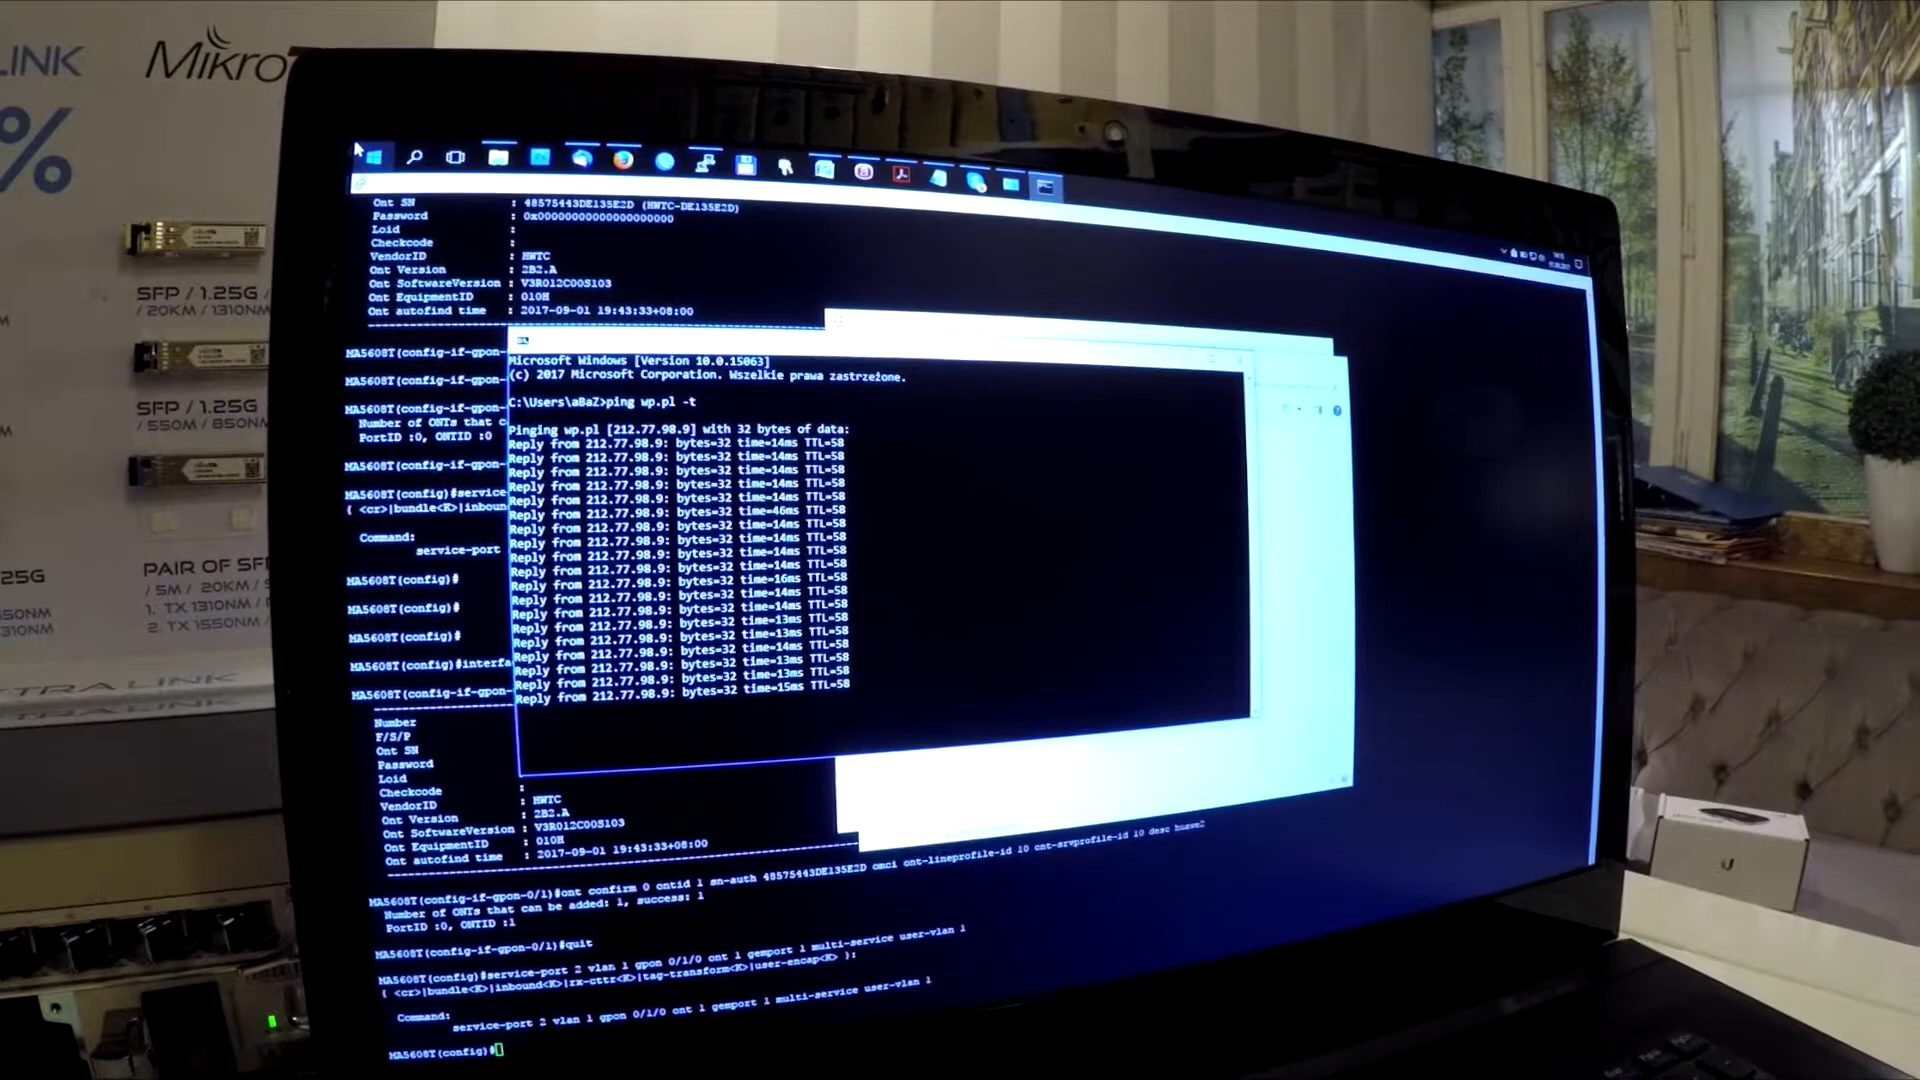 LINK
Mikro
%
SFP / 1.25G /
/ 20KM / 1310NM
SFP / 1.25G
/ 550M / 850NM
25G
550NM
310NM
PAIR OF SFP
/ 5M / 20KM /
1. TX 1310NM /
2. TX 1550NM /
XTRA LINK
Ont SN : 48575443DE135E2D (HWTC-DE135E2D)
Password : 0x00000000000000000000
Loid :
Checkcode :
VendorID : HWTC
Ont Version : 2B2.A
Ont SoftwareVersion : V3R012C00S103
Ont EquipmentID : 010H
Ont autofind time : 2017-09-01 19:43:33+08:00
MA5608T(config-if-gpon-
MA5608T(config-if-gpon-
MA5608T(config-if-gpon-
Number of ONTs that c
PortID :0, ONTID :0
MA5608T(config-if-gpon-
MA5608T(config)#service
{ <cr>|bundle<K>|inboun
Command:
service-port
MA5608T(config)#
MA5608T(config)#
MA5608T(config)#
MA5608T(config)#interfa
MA5608T(config-if-gpon-
Number
F/S/P
Ont SN
Password
Loid
Checkcode :
VendorID : HWTC
Ont Version : 2B2.A
Ont SoftwareVersion : V3R012C00S103
Ont EquipmentID : 010H
Ont autofind time : 2017-09-01 19:43:33+08:00
MA5608T(config-if-gpon-0/1)#ont confirm 0 ontid 1 sn-auth 48575443DE135E2D omci ont-lineprofile-id 10 ont-srvprofile-id 10 desc huawe2
Number of ONTs that can be added: 1, success: 1
PortID :0, ONTID :1
MA5608T(config-if-gpon-0/1)#quit
MA5608T(config)#service-port 2 vlan 1 gpon 0/1/0 ont 1 gemport 1 multi-service user-vlan 1
{ <cr>|bundle<K>|inbound<K>|rx-cttr<K>|tag-transform<K>|user-encap<K> }:
Command:
service-port 2 vlan 1 gpon 0/1/0 ont 1 gemport 1 multi-service user-vlan 1
MA5608T(config)#
Microsoft Windows [Version 10.0.15063]
(c) 2017 Microsoft Corporation. Wszelkie prawa zastrzeżone.
C:\Users\aBaZ>ping wp.pl -t
Pinging wp.pl [212.77.98.9] with 32 bytes of data:
Reply from 212.77.98.9: bytes=32 time=14ms TTL=58
Reply from 212.77.98.9: bytes=32 time=14ms TTL=58
Reply from 212.77.98.9: bytes=32 time=14ms TTL=58
Reply from 212.77.98.9: bytes=32 time=14ms TTL=58
Reply from 212.77.98.9: bytes=32 time=14ms TTL=58
Reply from 212.77.98.9: bytes=32 time=46ms TTL=58
Reply from 212.77.98.9: bytes=32 time=14ms TTL=58
Reply from 212.77.98.9: bytes=32 time=14ms TTL=58
Reply from 212.77.98.9: bytes=32 time=14ms TTL=58
Reply from 212.77.98.9: bytes=32 time=14ms TTL=58
Reply from 212.77.98.9: bytes=32 time=16ms TTL=58
Reply from 212.77.98.9: bytes=32 time=14ms TTL=58
Reply from 212.77.98.9: bytes=32 time=14ms TTL=58
Reply from 212.77.98.9: bytes=32 time=13ms TTL=58
Reply from 212.77.98.9: bytes=32 time=13ms TTL=58
Reply from 212.77.98.9: bytes=32 time=14ms TTL=58
Reply from 212.77.98.9: bytes=32 time=13ms TTL=58
Reply from 212.77.98.9: bytes=32 time=13ms TTL=58
Reply from 212.77.98.9: bytes=32 time=15ms TTL=58